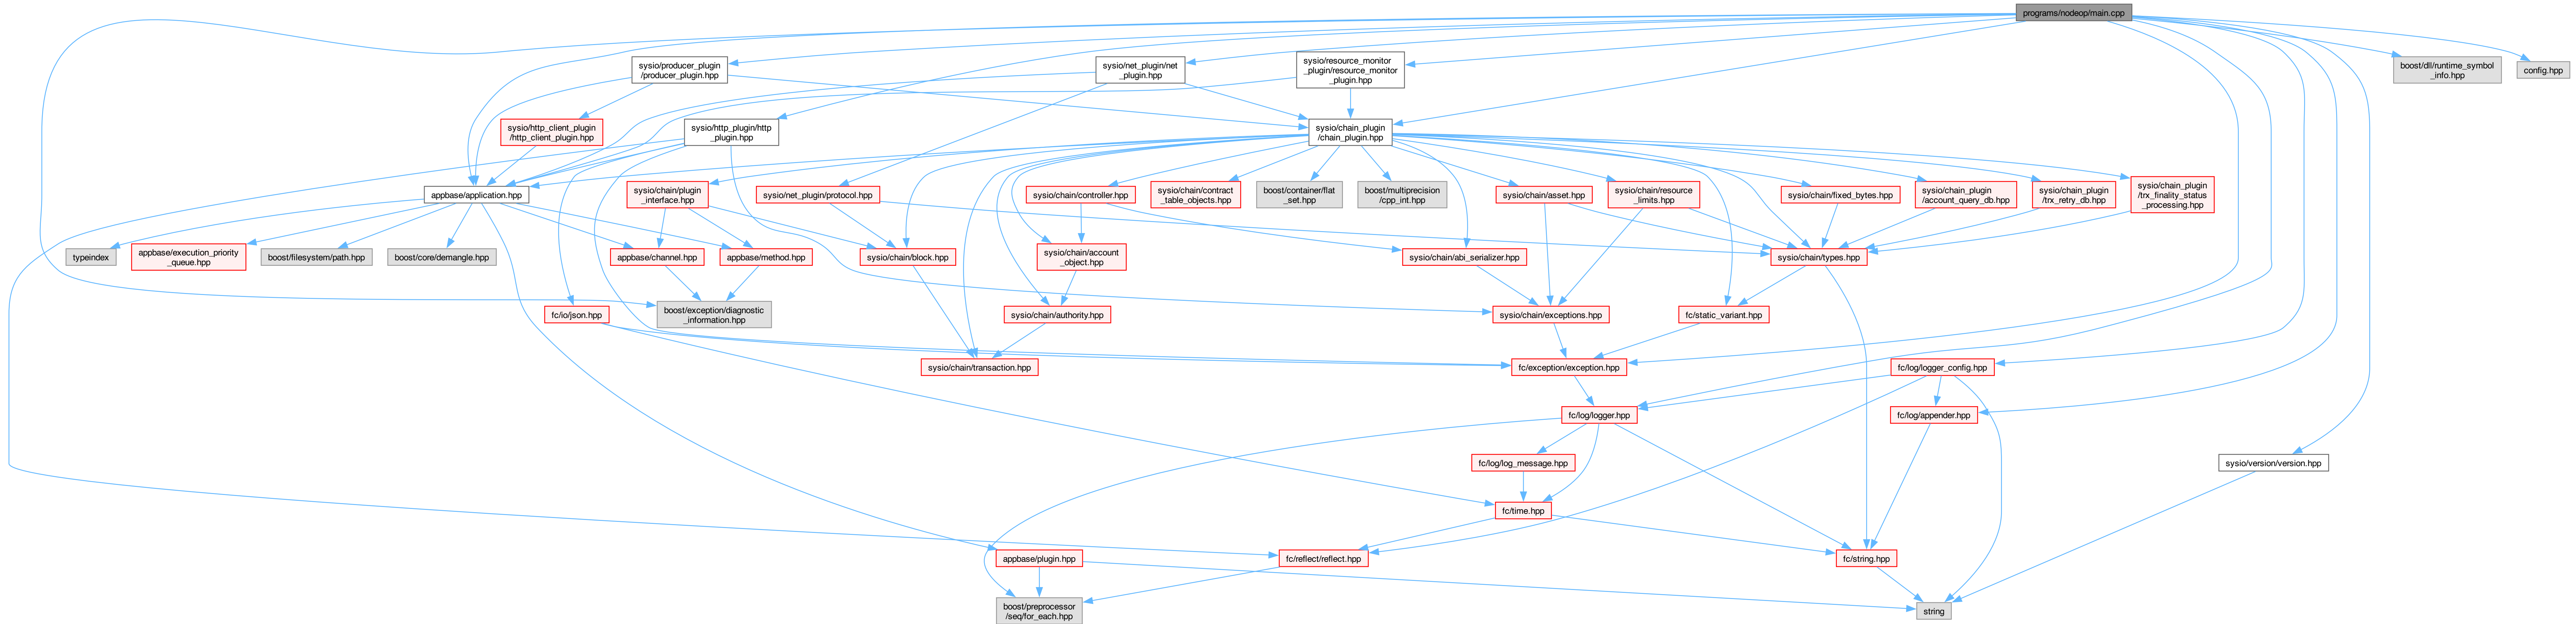 programs/nodeop/main.cpp
sysio/producer_plugin
/producer_plugin.hpp
sysio/net_plugin/net
_plugin.hpp
sysio/resource_monitor
_plugin/resource_monitor
_plugin.hpp
boost/dll/runtime_symbol
_info.hpp
config.hpp
sysio/http_client_plugin
/http_client_plugin.hpp
sysio/http_plugin/http
_plugin.hpp
sysio/chain_plugin
/chain_plugin.hpp
appbase/application.hpp
sysio/chain/plugin
_interface.hpp
sysio/net_plugin/protocol.hpp
sysio/chain/controller.hpp
sysio/chain/contract
_table_objects.hpp
boost/container/flat
_set.hpp
boost/multiprecision
/cpp_int.hpp
sysio/chain/asset.hpp
sysio/chain/resource
_limits.hpp
sysio/chain/fixed_bytes.hpp
sysio/chain_plugin
/account_query_db.hpp
sysio/chain_plugin
/trx_retry_db.hpp
sysio/chain_plugin
/trx_finality_status
_processing.hpp
typeindex
appbase/execution_priority
_queue.hpp
boost/filesystem/path.hpp
boost/core/demangle.hpp
appbase/channel.hpp
appbase/method.hpp
sysio/chain/block.hpp
sysio/chain/account
_object.hpp
sysio/chain/abi_serializer.hpp
sysio/chain/types.hpp
fc/io/json.hpp
boost/exception/diagnostic
_information.hpp
sysio/chain/authority.hpp
sysio/chain/exceptions.hpp
fc/static_variant.hpp
sysio/chain/transaction.hpp
fc/exception/exception.hpp
fc/log/logger_config.hpp
fc/log/logger.hpp
fc/log/appender.hpp
fc/log/log_message.hpp
sysio/version/version.hpp
fc/time.hpp
appbase/plugin.hpp
fc/reflect/reflect.hpp
fc/string.hpp
boost/preprocessor
/seq/for_each.hpp
string